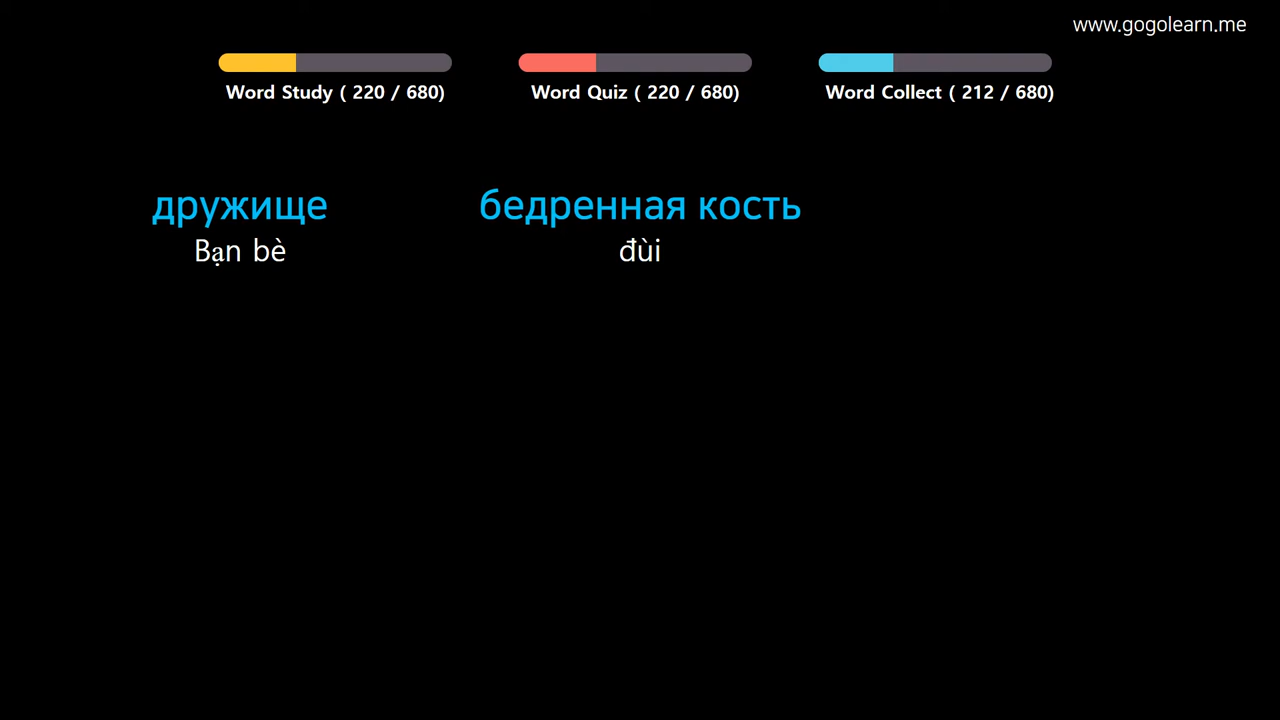 www.gogolearn.me
Word Study ( 220 / 680)
Word Quiz ( 220 / 680)
Word Collect ( 212 / 680)
дружище
Bạn bè
бедренная кость
đùi